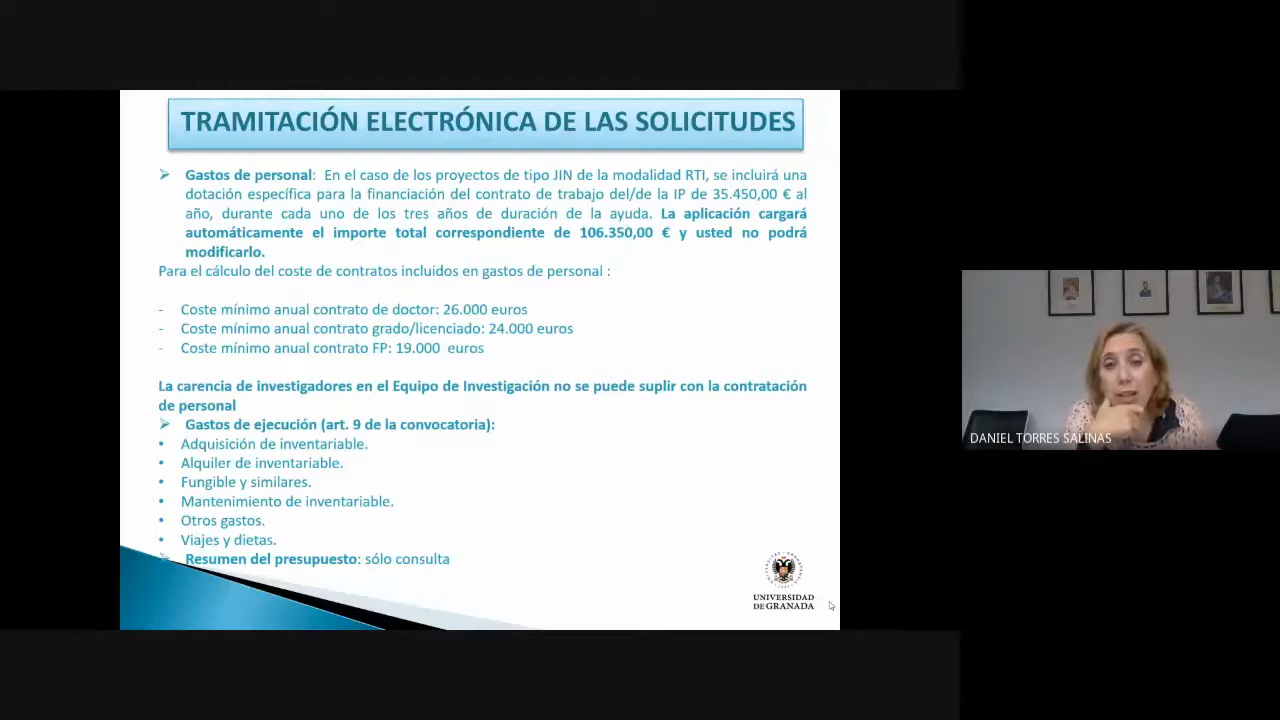 TRAMITACIÓN ELECTRÓNICA DE LAS SOLICITUDES
Gastos de personal: En el caso de los proyectos de tipo JIN de la modalidad RTI, se incluirá una
dotación específica para la financiación del contrato de trabajo del/de la IP de 35.450,00 € al
año, durante cada uno de los tres años de duración de la ayuda. La aplicación cargará
automáticamente el importe total correspondiente de 106.350,00 € y usted no podrá
modificarlo.
Para el cálculo del coste de contratos incluidos en gastos de personal :
- Coste mínimo anual contrato de doctor: 26.000 euros
- Coste mínimo anual contrato grado/licenciado: 24.000 euros
- Coste mínimo anual contrato FP: 19.000 euros
La carencia de investigadores en el Equipo de Investigación no se puede suplir con la contratación
de personal
Gastos de ejecución (art. 9 de la convocatoria):
• Adquisición de inventariable.
• Alquiler de inventariable.
• Fungible y similares.
• Mantenimiento de inventariable.
• Otros gastos.
• Viajes y dietas.
Resumen del presupuesto: sólo consulta
UNIVERSIDAD
DE GRANADA
DANIEL TORRES SALINAS